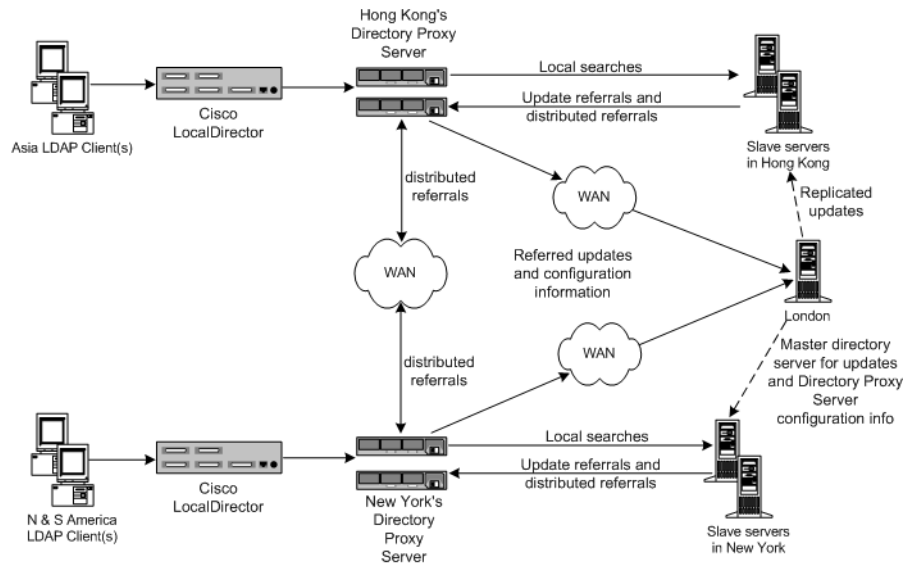 Hong Kong's
Directory Proxy
Server
Local searches
Update referrals and
distributed referrals
Cisco
LocalDirector
Asia LDAP Client(s)
Slave servers
in Hong Kong
distributed
referrals
WAN
Replicated
updates
WAN
Referred updates
and configuration
information
London
WAN
Master directory
server for updates
and Directory Proxy
Server
configuration info
distributed
referrals
Local searches
Update referrals and
distributed referrals
Cisco
LocalDirector
New York's
Directory
Proxy
Server
N & S America
LDAP Client(s)
Slave servers
in New York